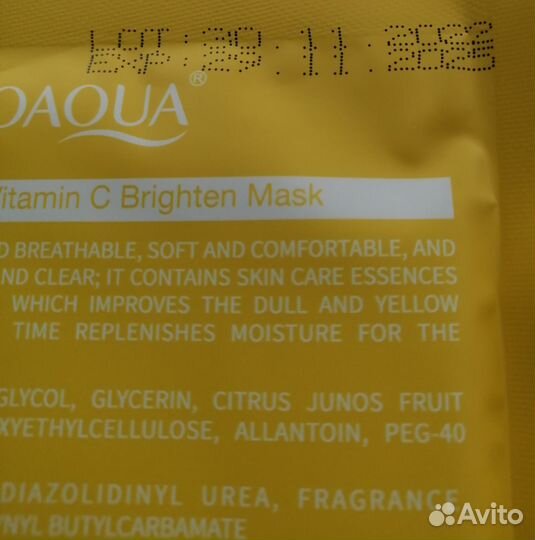 LOT: 30.11.2022
EXP: 29.11.2025
OAQUA®
Vitamin C Brighten Mask
D BREATHABLE, SOFT AND COMFORTABLE, AND
ND CLEAR; IT CONTAINS SKIN CARE ESSENCES
WHICH IMPROVES THE DULL AND YELLOW
TIME REPLENISHES MOISTURE FOR THE
GLYCOL, GLYCERIN, CITRUS JUNOS FRUIT
XYETHYLCELLULOSE, ALLANTOIN, PEG-40
DIAZOLIDINYL UREA, FRAGRANCE
YNYL BUTYLCARBAMATE
Avito